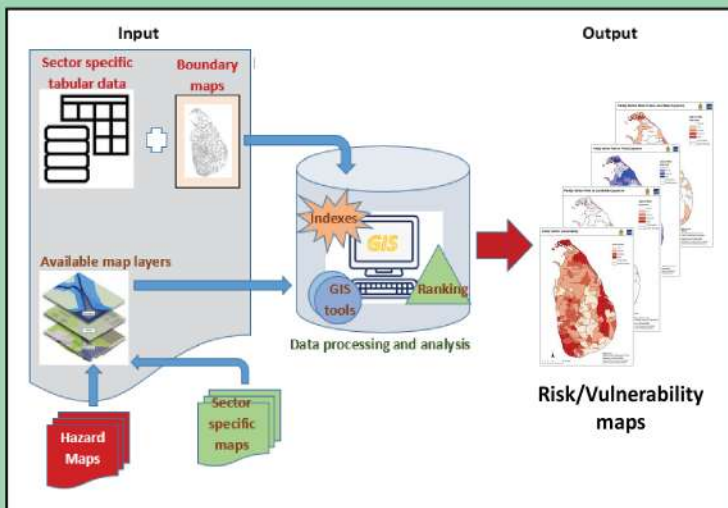 Input
Output
Sector specific
tabular data
Boundary
maps
Indexes
GIS
GIS
tools
Ranking
Available map layers
Data processing and analysis
Hazard
Maps
Sector
specific
maps
Risk/Vulnerability
maps